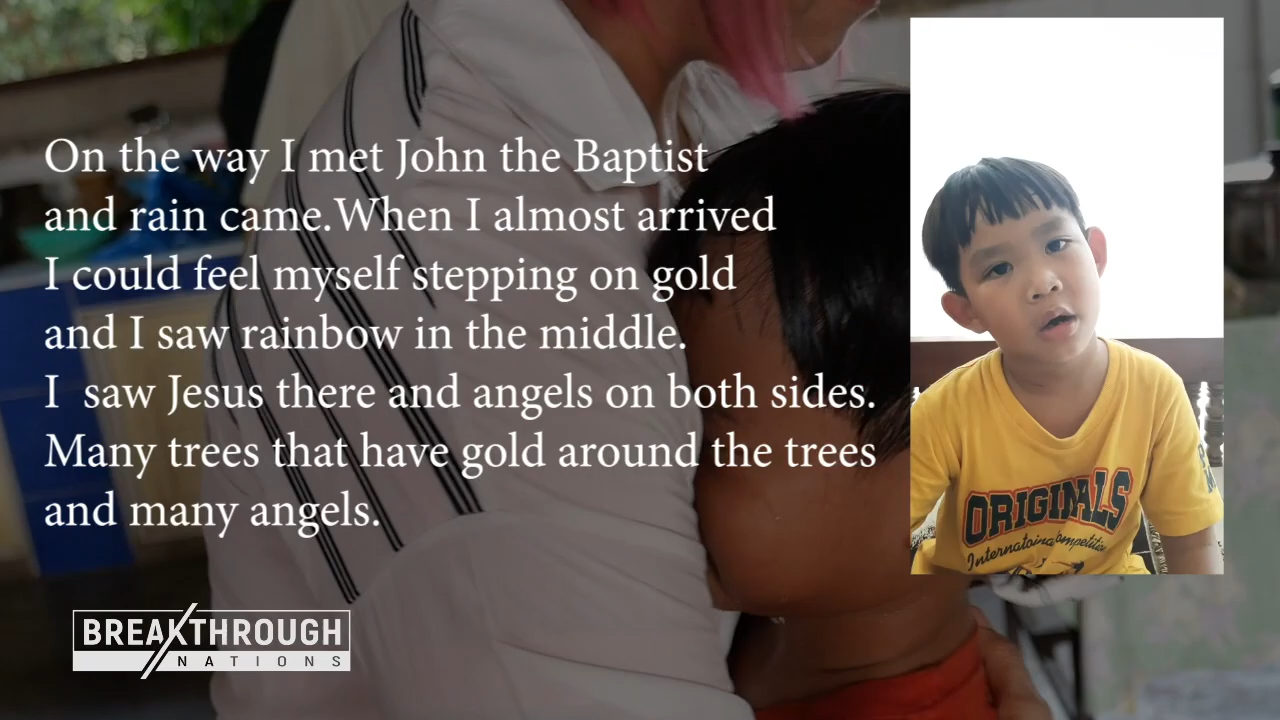 On the way I met John the Baptist
and rain came.When I almost arrived
I could feel myself stepping on gold
and I saw rainbow in the middle.
I  saw Jesus there and angels on both sides.
Many trees that have gold around the trees
and many angels.
ORIGINALS
BREAKTHROUGH
NATIONS